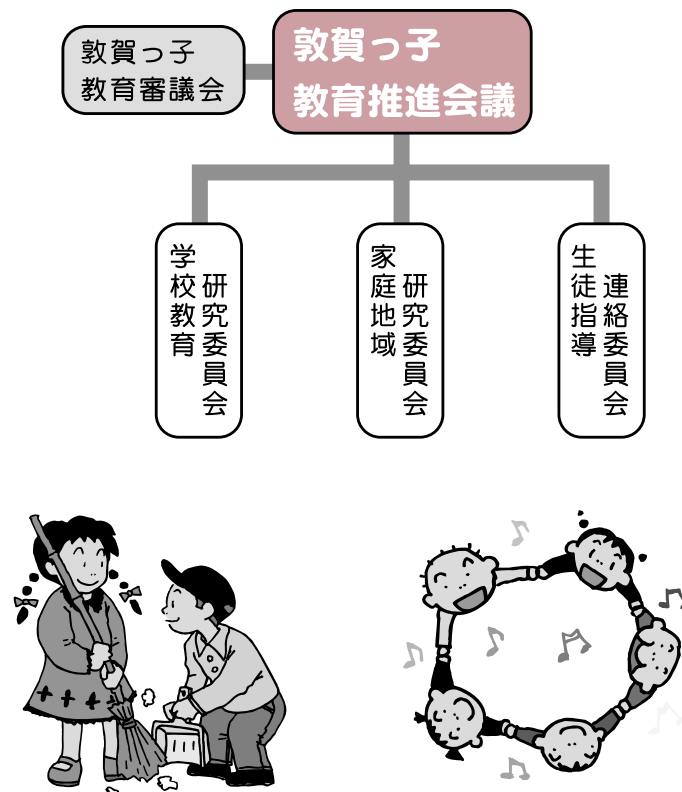 敦賀っ子
教育審議会
敦賀っ子
教育推進会議
学校教育
研究委員会
家庭地域
研究委員会
生徒指導
連絡委員会